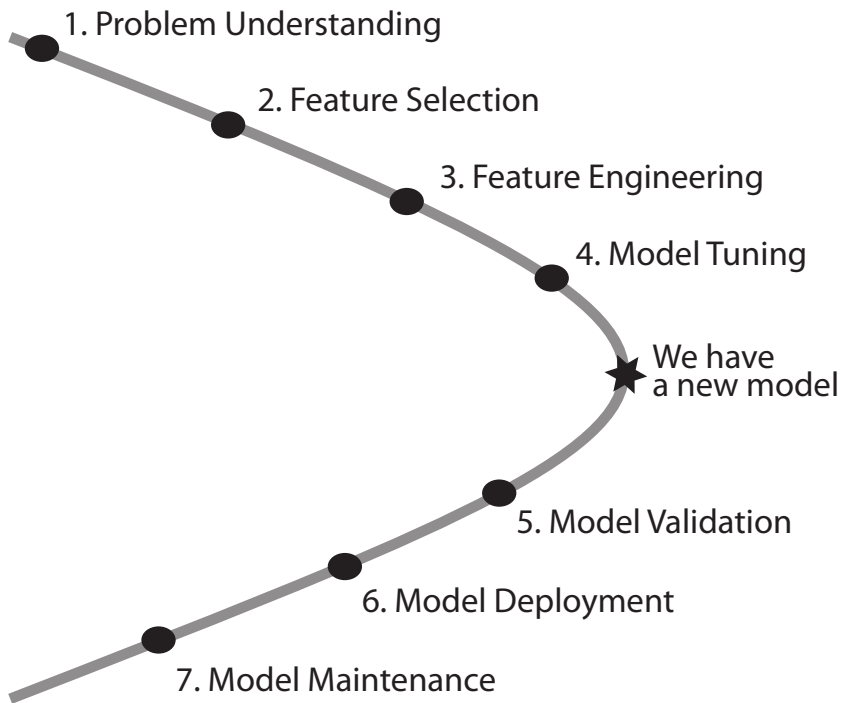 1. Problem Understanding
2. Feature Selection
3. Feature Engineering
4. Model Tuning
We have
a new model
5. Model Validation
6. Model Deployment
7. Model Maintenance